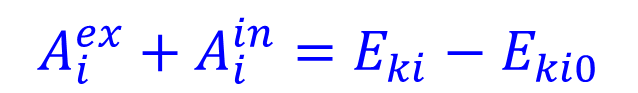 $A_i^{ex} + A_i^{in} = E_{ki} - E_{ki0}$